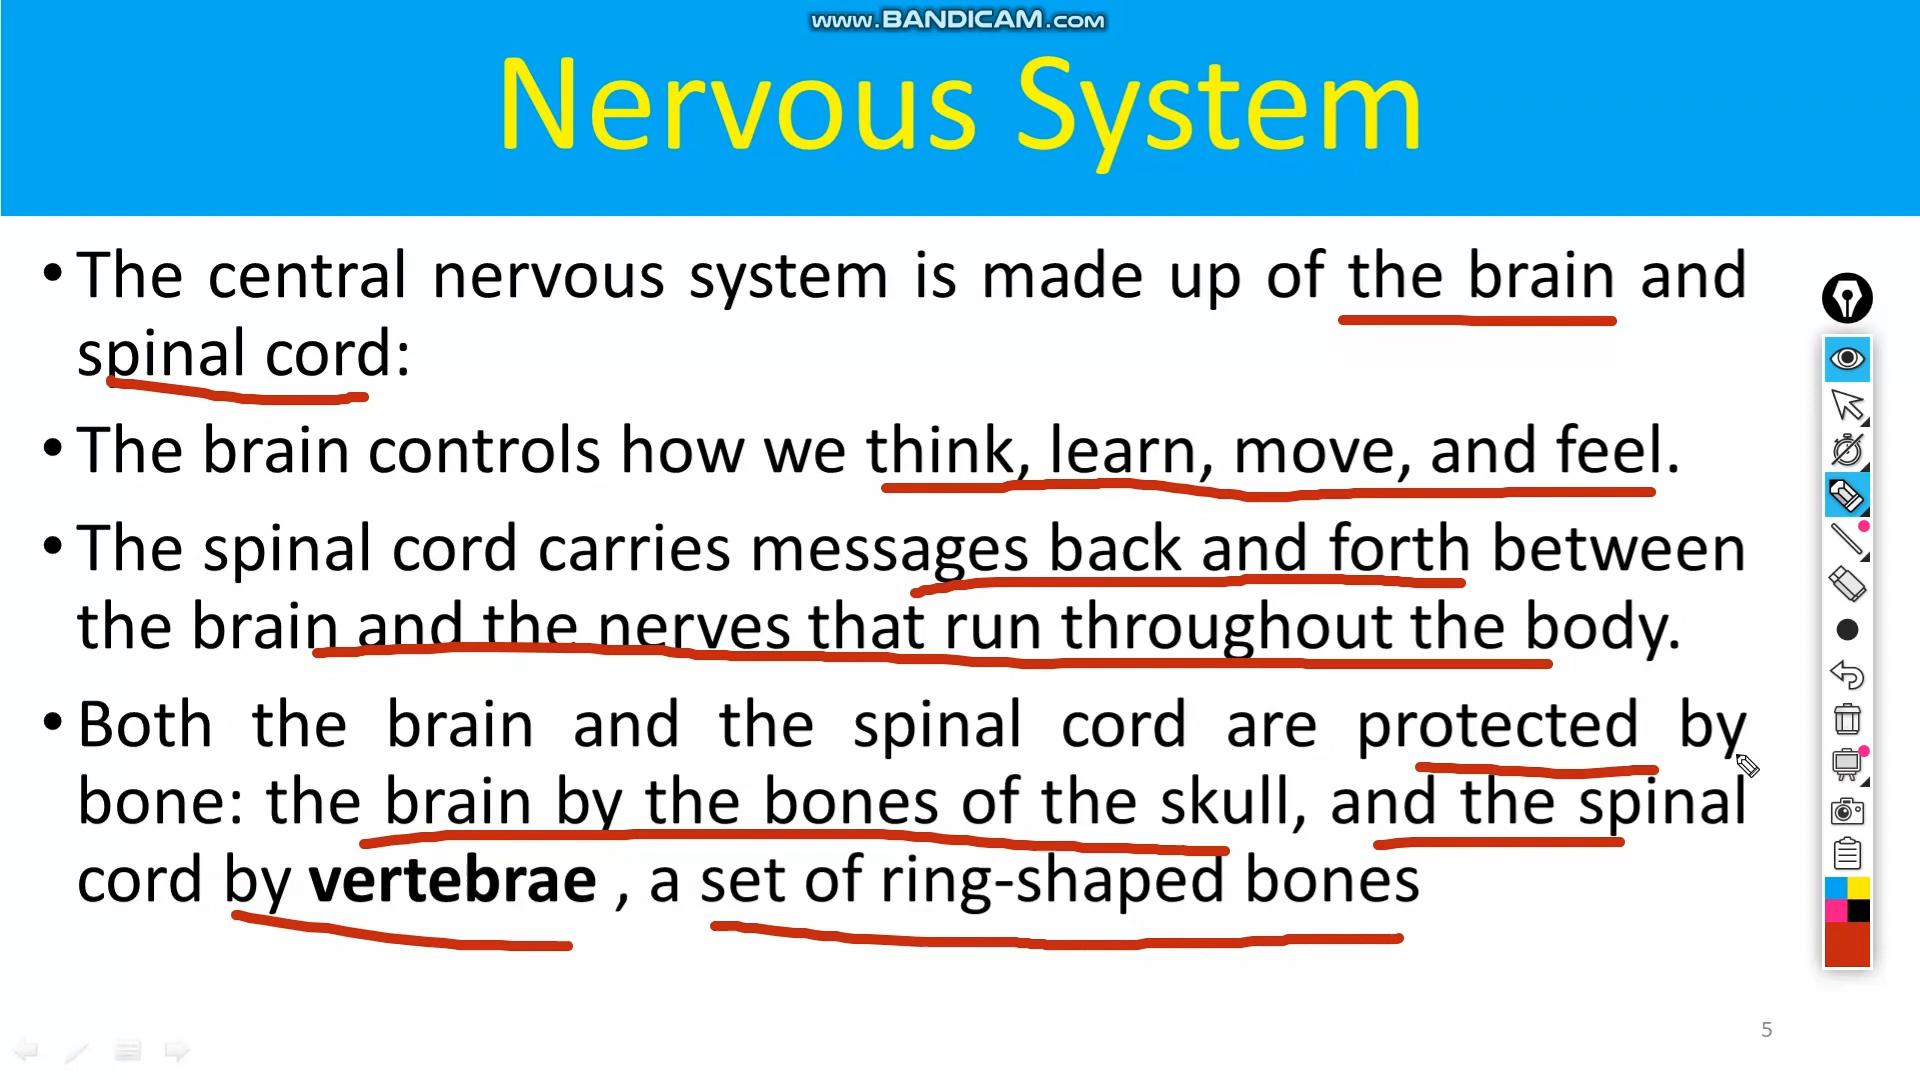 www.BANDICAM.com
Nervous System
• The central nervous system is made up of the brain and
spinal cord:
• The brain controls how we think, learn, move, and feel.
• The spinal cord carries messages back and forth between
the brain and the nerves that run throughout the body.
• Both the brain and the spinal cord are protected by
bone: the brain by the bones of the skull, and the spinal
cord by vertebrae , a set of ring-shaped bones
5